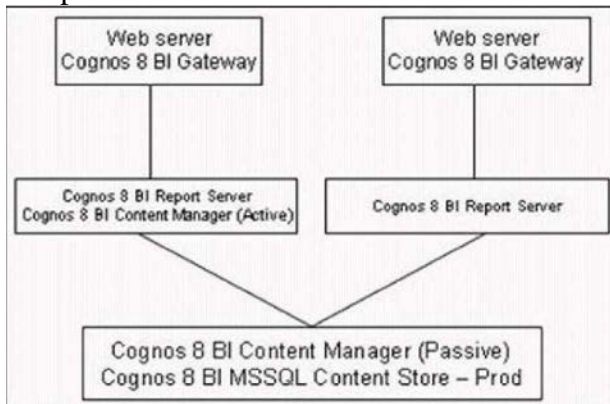 Web server
Cognos 8 BI Gateway
Web server
Cognos 8 BI Gateway
Cognos 8 BI Report Server
Cognos 8 BI Content Manager (Active)
Cognos 8 BI Report Server
Cognos 8 BI Content Manager (Passive)
Cognos 8 BI MSSQL Content Store – Prod